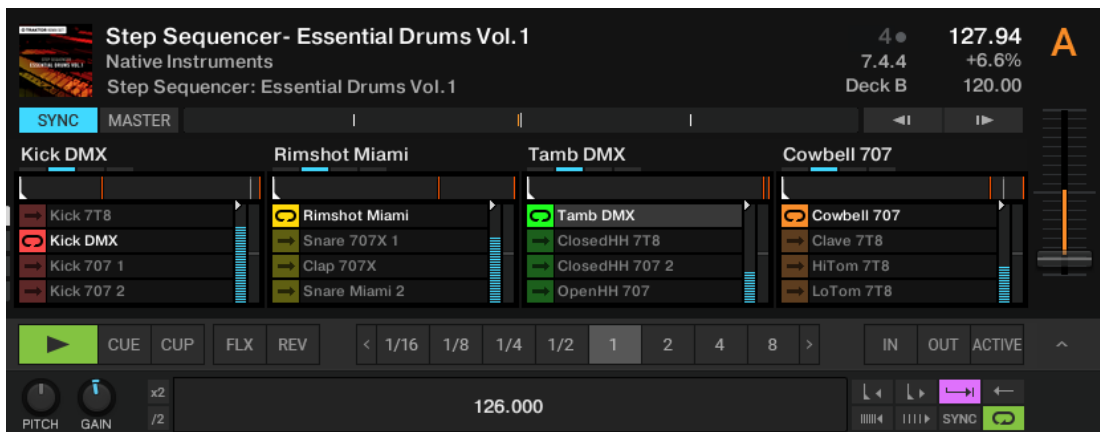 Step Sequencer- Essential Drums Vol.1 4 127.94 A
Native Instruments 7.4.4 +6.6%
Step Sequencer: Essential Drums Vol.1 Deck B 120.00
SYNC MASTER
Kick DMX Rimshot Miami Tamb DMX Cowbell 707
Kick 7T8 Rimshot Miami Tamb DMX Cowbell 707
Kick DMX Snare 707X 1 ClosedHH 7T8 Clave 7T8
Kick 707 1 Clap 707X ClosedHH 707 2 HiTom 7T8
Kick 707 2 Snare Miami 2 OpenHH 707 LoTom 7T8
CUE CUP FLX REV < 1/16 1/8 1/4 1/2 1 2 4 8 > IN OUT ACTIVE
x2
126.000
PITCH GAIN /2 SYNC